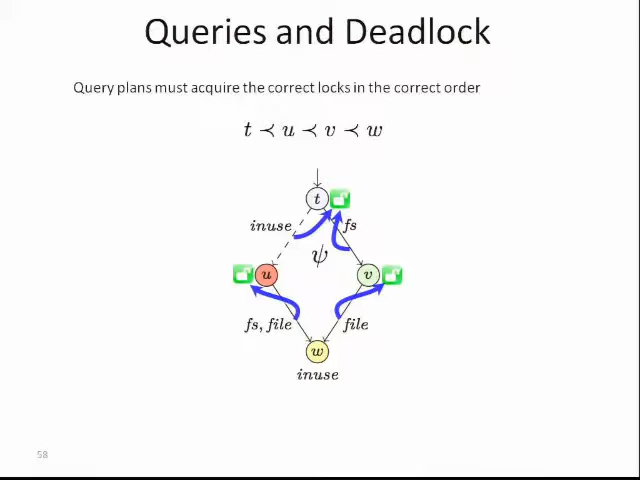 Queries and Deadlock
Query plans must acquire the correct locks in the correct order
t ≺ u ≺ v ≺ w
t
inuse
fs
ψ
u
v
fs, file
file
w
inuse
58